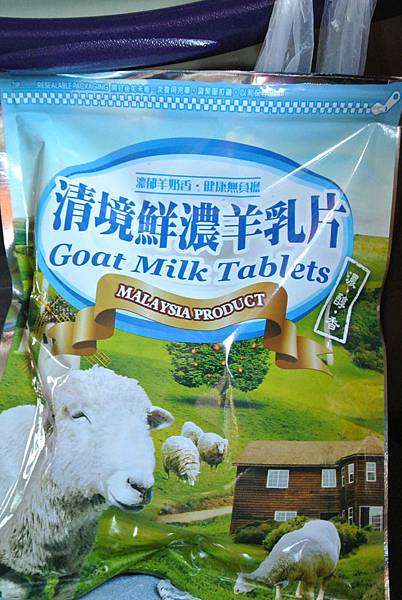 RESEALABLE PACKAGING
濃郁羊奶香・健康無負擔
清境鮮濃羊乳片
Goat Milk Tablets
MALAYSIA PRODUCT
濃醇香